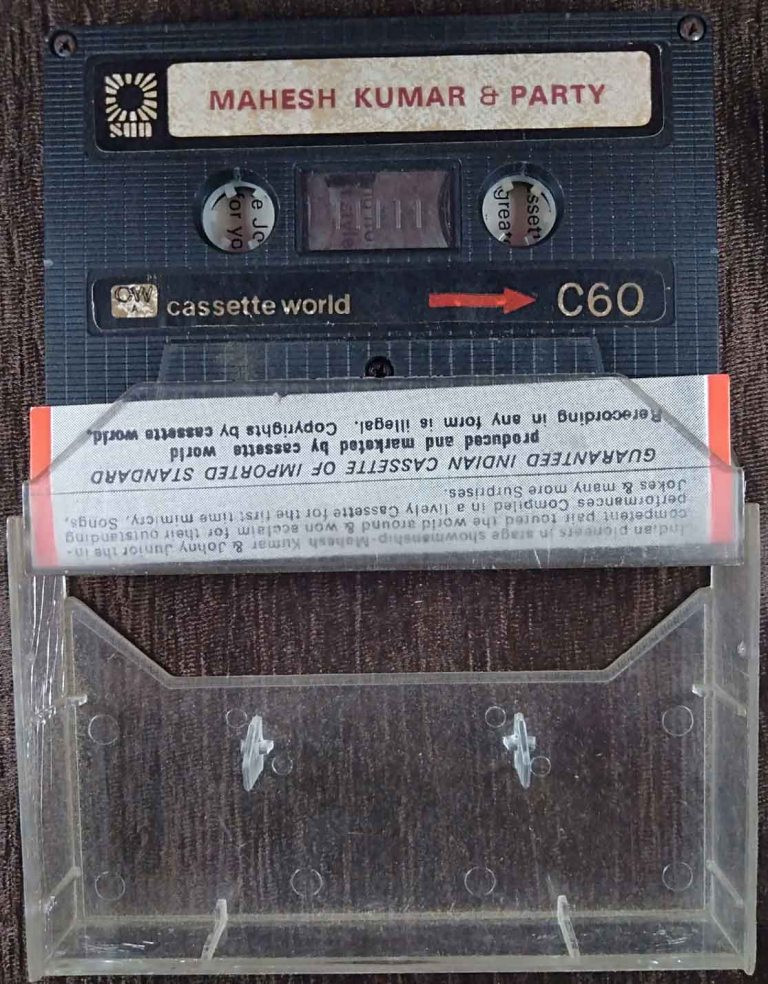 sun
MAHESH KUMAR & PARTY
for yo
great
CW
cassette world
C60
Indian pioneers in stage showmanship-Mahesh Kumar & Johny Junior the in-
competent pair toured the world around & won acclaim for their outstanding
performances Compiled in a lively Cassette for the first time mimicry, Songs,
Jokes & many more Surprises.
GUARANTEED INDIAN CASSETTE OF IMPORTED STANDARD
produced and marketed by cassette world
Rerecording in any form is illegal. Copyrights by cassette world.